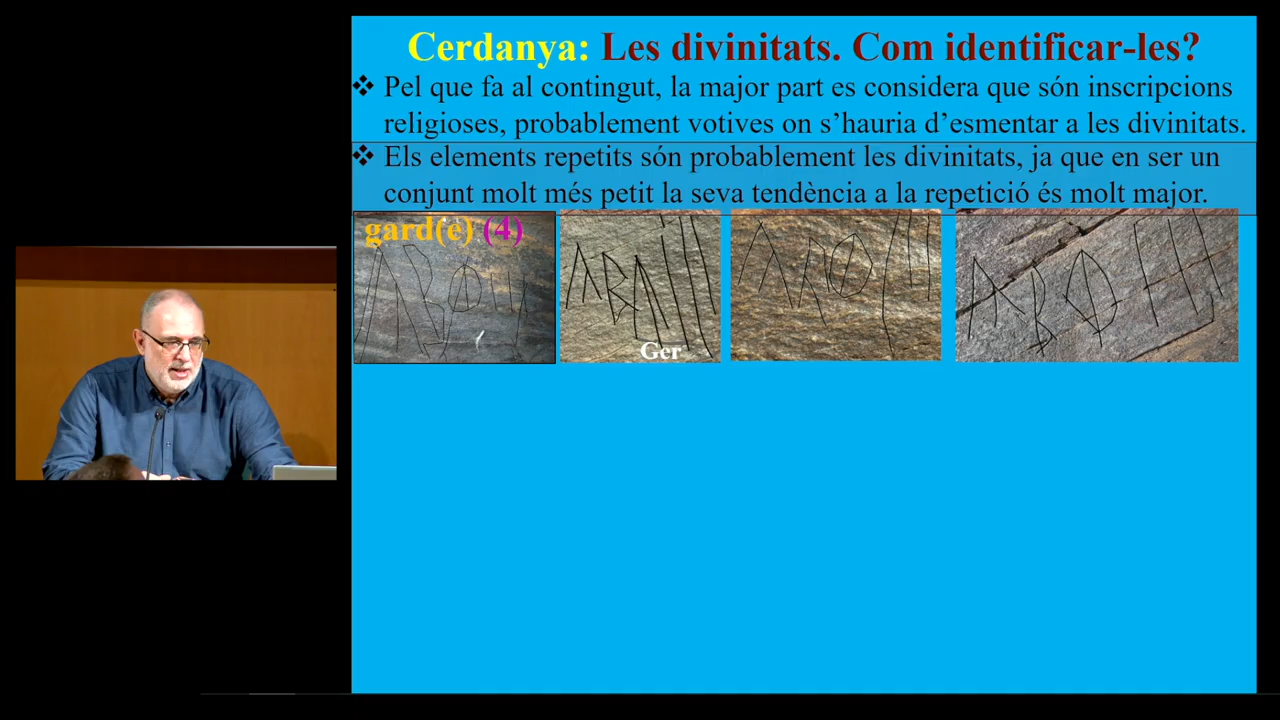 Cerdanya: Les divinitats. Com identificar-les?
❖ Pel que fa al contingut, la major part es considera que són inscripcions
religioses, probablement votives on s’hauria d’esmentar a les divinitats.
❖ Els elements repetits són probablement les divinitats, ja que en ser un
conjunt molt més petit la seva tendència a la repetició és molt major.
gard(e) (4)
Ger